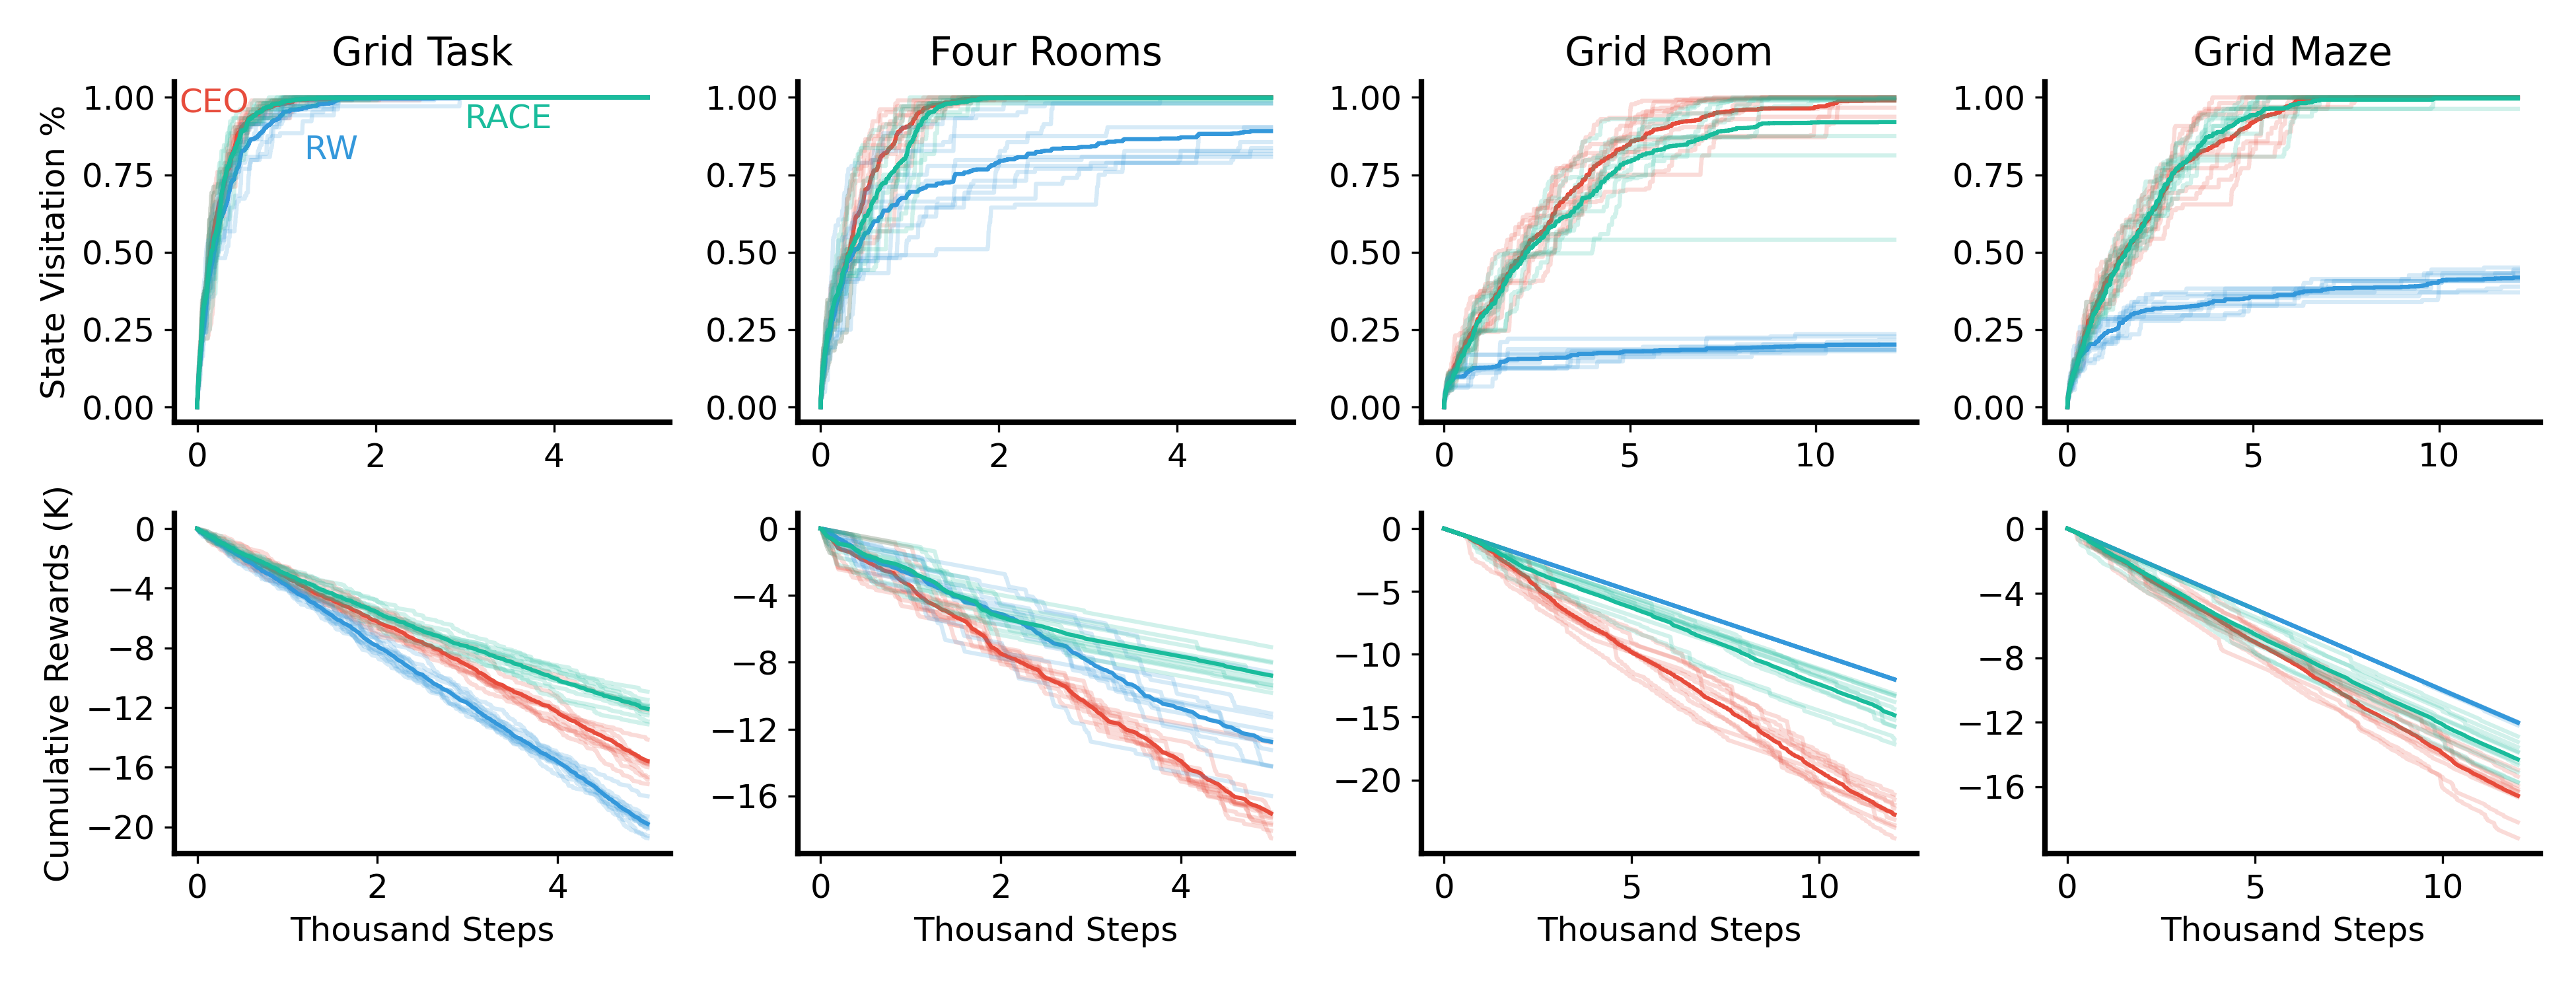 Grid Task
Four Rooms
Grid Room
Grid Maze
State Visitation %
1.00
0.75
0.50
0.25
0.00
CEO
RW
RACE
0 2 4
1.00
0.75
0.50
0.25
0.00
0 2 4
1.00
0.75
0.50
0.25
0.00
0 5 10
1.00
0.75
0.50
0.25
0.00
0 5 10
Cumulative Rewards (K)
0
−4
−8
−12
−16
−20
0 2 4
Thousand Steps
0
−4
−8
−12
−16
0 2 4
Thousand Steps
0
−5
−10
−15
−20
0 5 10
Thousand Steps
0
−4
−8
−12
−16
0 5 10
Thousand Steps